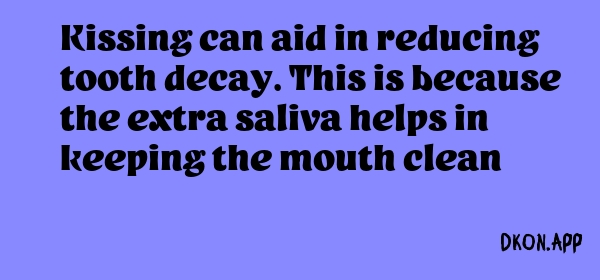 Kissing can aid in reducing
tooth decay. This is because
the extra saliva helps in
keeping the mouth clean
DKON.APP